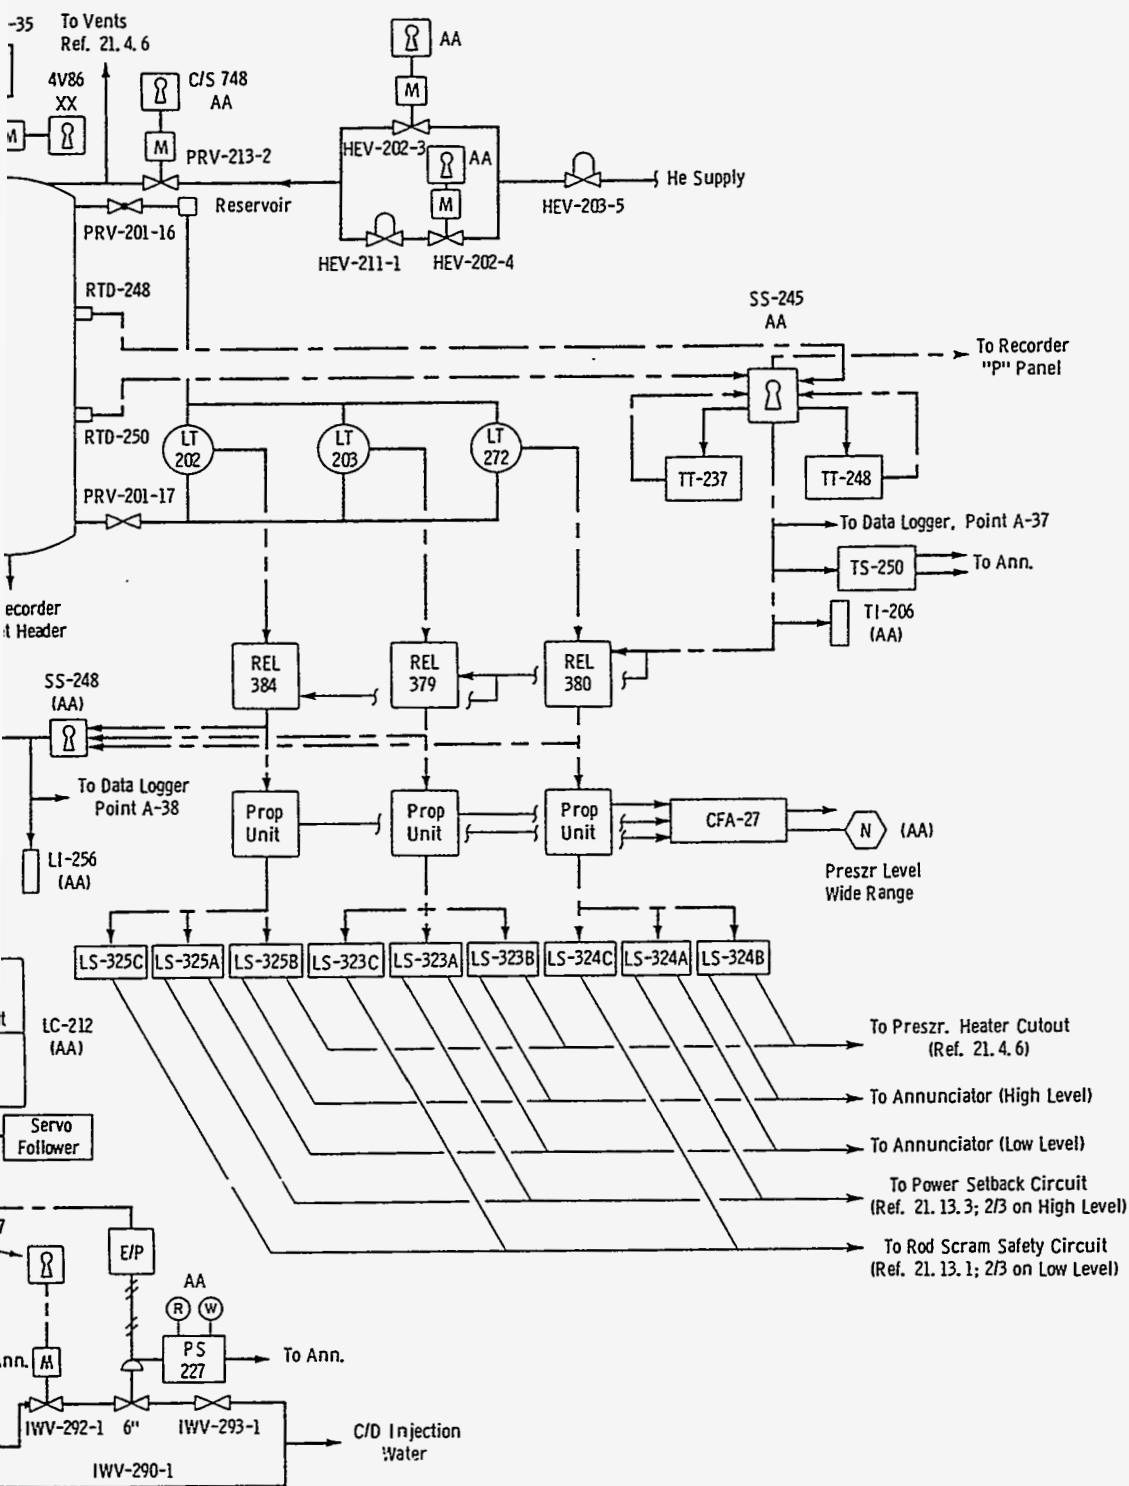 -35
To Vents
Ref. 21.4.6
4V86
XX
M
C/S 748
AA
M
PRV-213-2
AA
M
HEV-202-3
AA
M
He Supply
HEV-203-5
Reservoir
PRV-201-16
HEV-211-1
HEV-202-4
RTD-248
SS-245
AA
To Recorder
"P" Panel
RTD-250
LT
202
LT
203
LT
272
TT-237
TT-248
PRV-201-17
To Data Logger, Point A-37
TS-250
To Ann.
ecorder
t Header
TI-206
(AA)
REL
384
REL
379
REL
380
SS-248
(AA)
To Data Logger
Point A-38
Prop
Unit
Prop
Unit
Prop
Unit
CFA-27
N
(AA)
LI-256
(AA)
Preszr Level
Wide Range
LS-325C
LS-325A
LS-325B
LS-323C
LS-323A
LS-323B
LS-324C
LS-324A
LS-324B
t
LC-212
(AA)
To Preszr. Heater Cutout
(Ref. 21.4.6)
To Annunciator (High Level)
Servo
Follower
To Annunciator (Low Level)
To Power Setback Circuit
(Ref. 21.13.3; 2/3 on High Level)
7
E/P
To Rod Scram Safety Circuit
(Ref. 21.13.1; 2/3 on Low Level)
AA
R
W
nn.
M
PS
227
To Ann.
IWV-292-1
6"
IWV-293-1
C/D Injection
Water
IWV-290-1